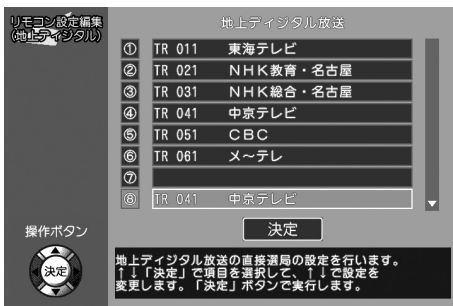 リモコン設定編集
(地上ディジタル)
地上ディジタル放送
① TR 011 東海テレビ
② TR 021 NHK教育・名古屋
③ TR 031 NHK総合・名古屋
④ TR 041 中京テレビ
⑤ TR 051 CBC
⑥ TR 061 メ〜テレ
⑦
⑧ TR 041 中京テレビ
決定
操作ボタン
決定
地上ディジタル放送の直接選局の設定を行います。
↑↓「決定」で項目を選択して、↑↓で設定を
変更します。「決定」ボタンで実行します。